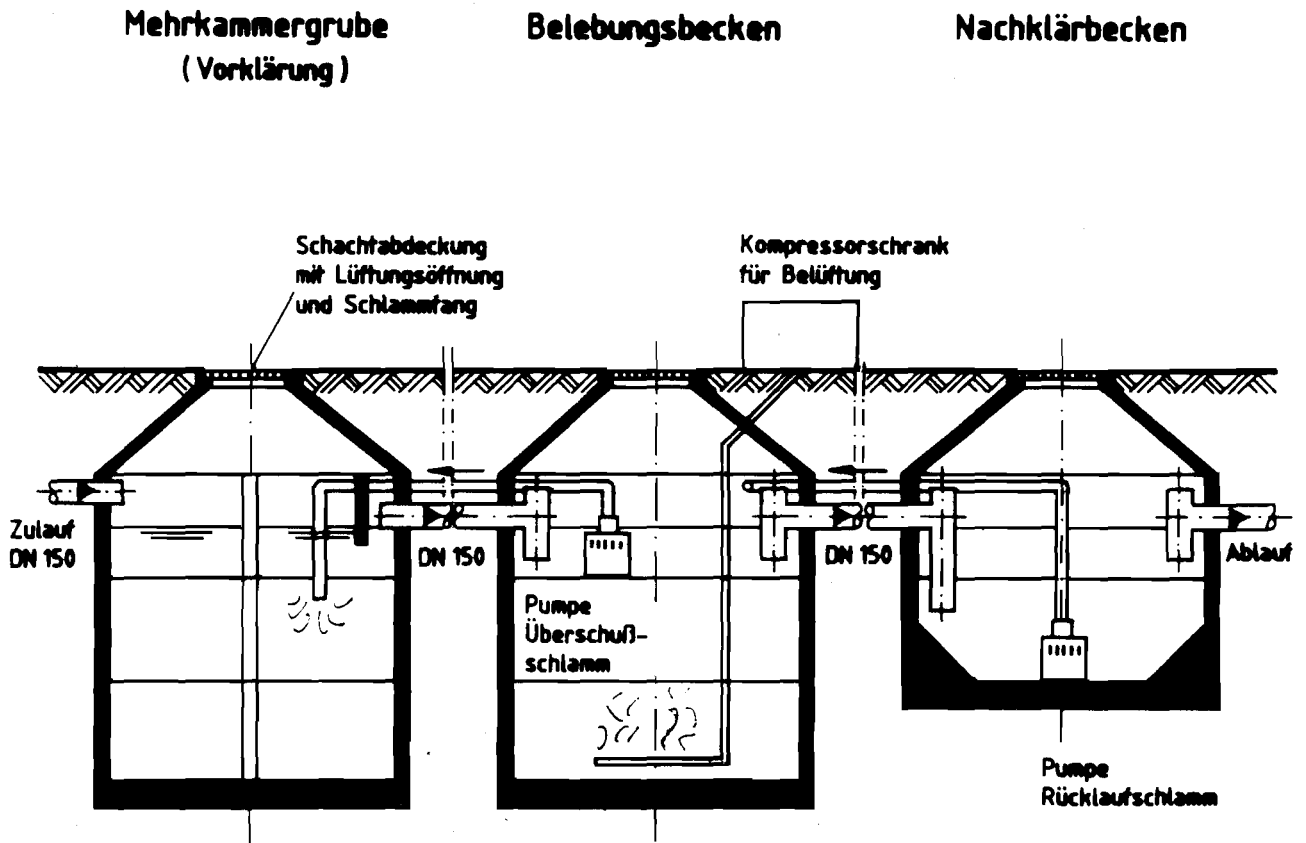 Mehrkammergrube
(Vorklärung)
Belebungsbecken
Nachklärbecken
Schachtabdeckung
mit Lüftungsöffnung
und Schlammfang
Kompressorschrank
für Belüftung
Zulauf
DN 150
DN 150
Pumpe
Überschuß-
schlamm
DN 150
Ablauf
Pumpe
Rücklaufschlamm